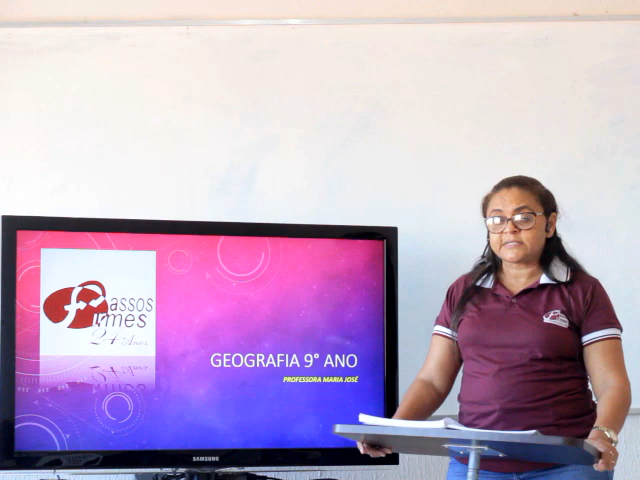 Passos
Firmes
24 Anos
GEOGRAFIA 9° ANO
PROFESSORA MARIA JOSÉ
SAMSUNG